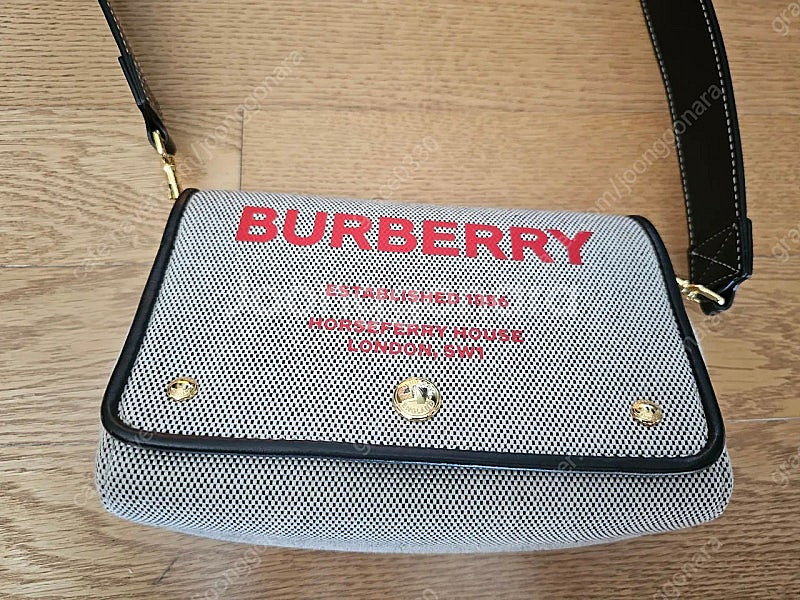 BURBERRY
ESTABLISHED 1856
HORSEFERRY HOUSE
LONDON, SW1